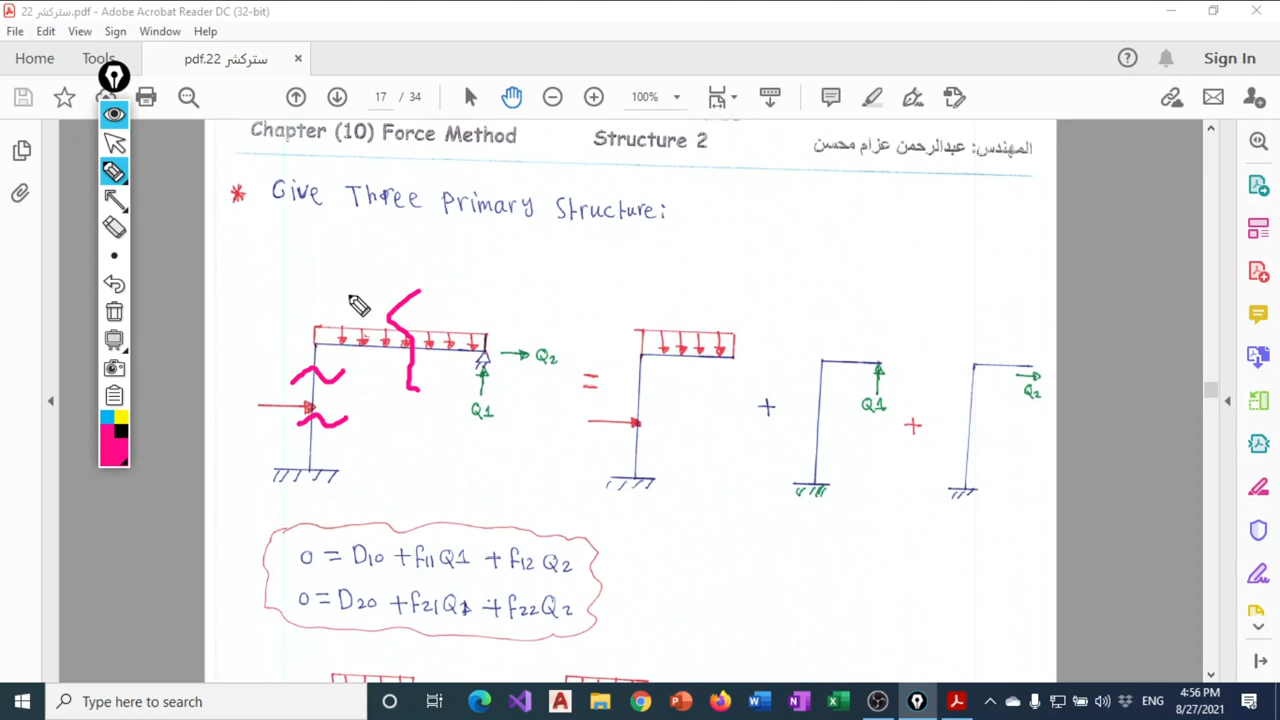 ستركشر 22.pdf - Adobe Acrobat Reader DC (32-bit)
File Edit View Sign Window Help
Home Tools ستركشر 22.pdf × Sign In
17 / 34 100%
Chapter (10) Force Method Structure 2 المهندس: عبدالرحمن عزام محسن
* Give Three Primary Structure:
Q2
Q1
=
+
Q1
+
Q2
0 = D10 + f11 Q1 + f12 Q2
0 = D20 + f21 Q1 + f22 Q2
Type here to search
ENG
4:56 PM
8/27/2021